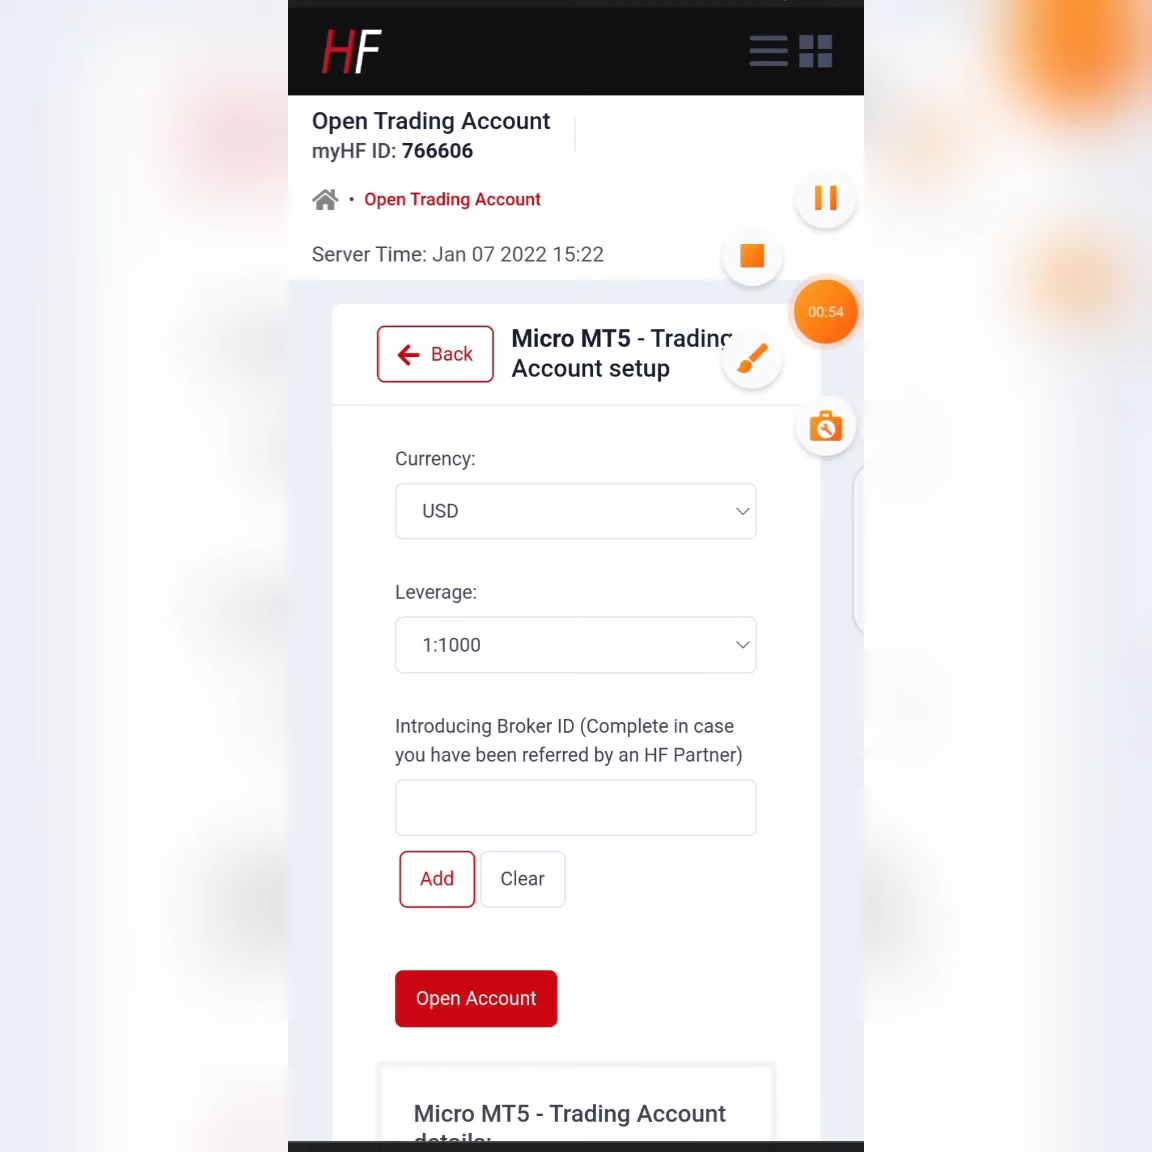 HF
Open Trading Account
myHF ID: 766606
• Open Trading Account
Server Time: Jan 07 2022 15:22
00:54
Back
Micro MT5 - Trading
Account setup
Currency:
USD
Leverage:
1:1000
Introducing Broker ID (Complete in case
you have been referred by an HF Partner)
Add
Clear
Open Account
Micro MT5 - Trading Account
details: